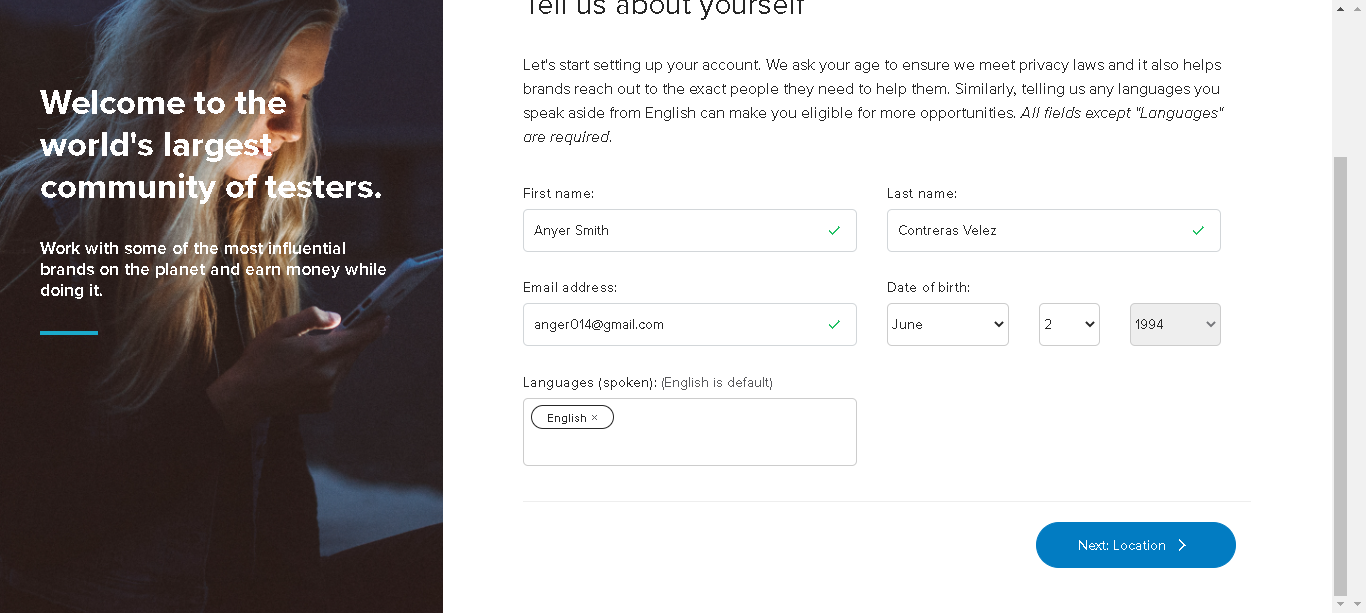 Tell us about yourself
Welcome to the
world's largest
community of testers.
Work with some of the most influential
brands on the planet and earn money while
doing it.
Let's start setting up your account. We ask your age to ensure we meet privacy laws and it also helps
brands reach out to the exact people they need to help them. Similarly, telling us any languages you
speak aside from English can make you eligible for more opportunities. All fields except "Languages"
are required.
First name:
Last name:
Anyer Smith
Contreras Velez
Email address:
Date of birth:
anger014@gmail.com
June
2
1994
Languages (spoken): (English is default)
English ×
Next: Location